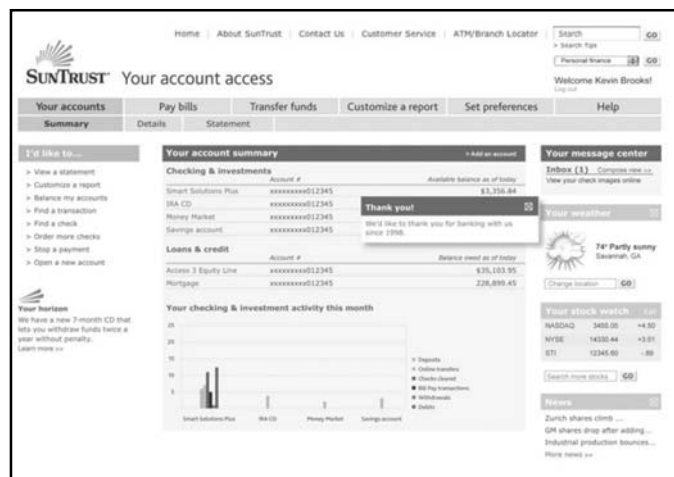 Home | About SunTrust | Contact Us | Customer Service | ATM/Branch Locator
Search GO
> Search Tips
Personal finance GO
SUNTRUST Your account access
Welcome Kevin Brooks!
Log out
Your accounts Pay bills Transfer funds Customize a report Set preferences Help
Summary Details Statement
I'd like to...
> View a statement
> Customize a report
> Balance my accounts
> Find a transaction
> Find a check
> Order more checks
> Stop a payment
> Open a new account
Your horizon
We have a new 7-month CD that
lets you withdraw funds twice a
year without penalty.
Learn more >>
Your account summary > Add an account
Checking & investments
Account # Available balance as of today
Smart Solutions Plus xxxxxxxxx012345 $3,356.84
IRA CD xxxxxxxxx012345
Money Market xxxxxxxxx012345
Savings account xxxxxxxxx012345
Thank you!
We'll like to thank you for banking with us
since 1998.
Loans & credit
Account # Balance owed as of today
Access 3 Equity Line xxxxxxxxx012345 $35,103.95
Mortgage xxxxxxxxx012345 228,899.45
Your checking & investment activity this month
25
20
15
10
5
Smart Solutions Plus IRA CD Money Market Savings account
Deposits
Online transfers
Checks cleared
Bill Pay transactions
Withdrawals
Debits
Your message center
Inbox (1) Compose new >>
View your check images online
Your weather
74° Partly sunny
Savannah, GA
Change location GO
Your stock watch Edit
NASDAQ 3455.05 +4.50
NYSE 14330.44 +3.01
STI 12345.60 -.89
Search more stocks GO
News
Zurich shares climb ...
GM shares drop after adding...
Industrial production bounces...
More news >>